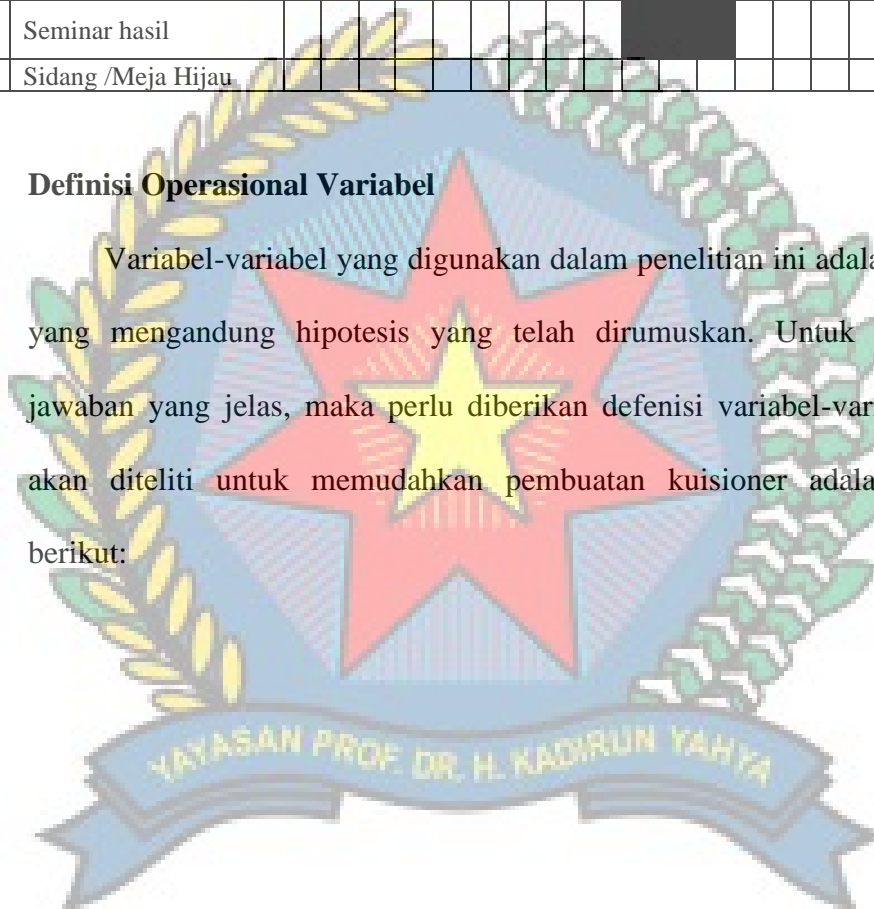 Seminar hasil
Sidang /Meja Hijau
Definisi Operasional Variabel
Variabel-variabel yang digunakan dalam penelitian ini
yang mengandung hipotesis yang telah dirumuskan. Untuk
jawaban yang jelas, maka perlu diberikan defenisi
akan diteliti untuk memudahkan pembuatan kuisioner
berikut:
YAYASAN PROF. DR. H. KADIRUN YAHYA